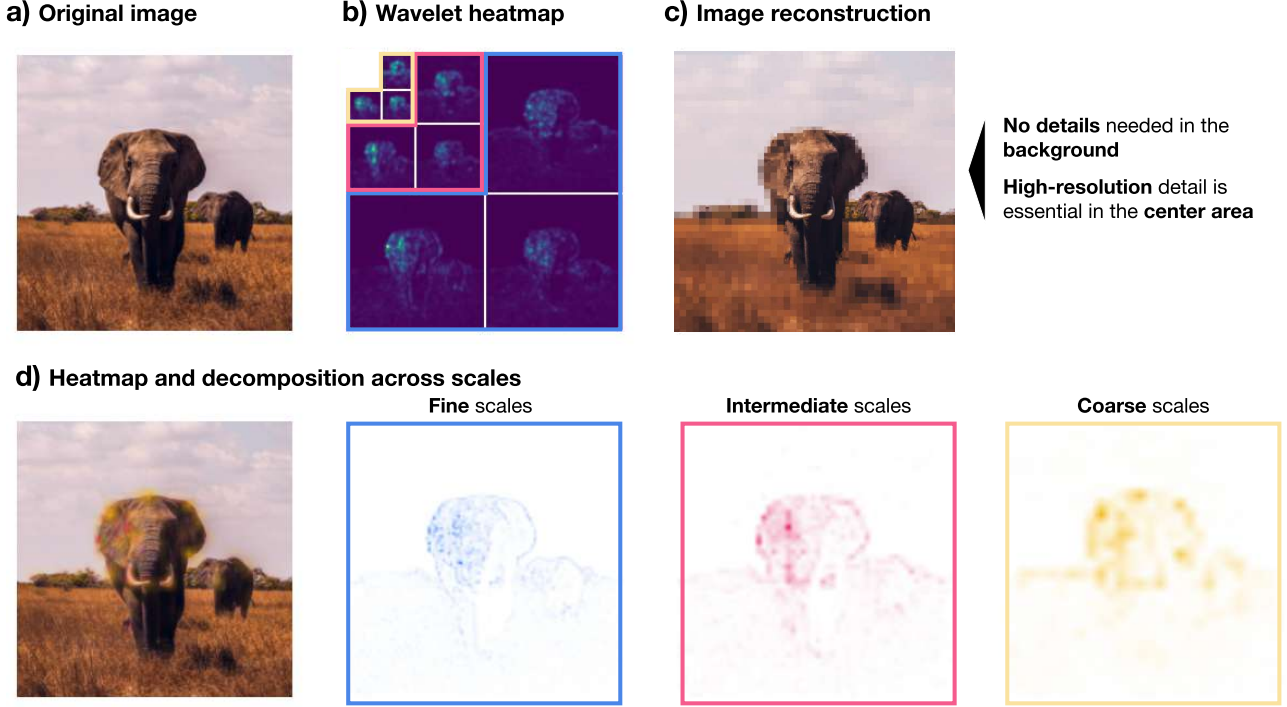 a) Original image
b) Wavelet heatmap
c) Image reconstruction
No details needed in the
background
High-resolution detail is
essential in the center area
d) Heatmap and decomposition across scales
Fine scales
Intermediate scales
Coarse scales